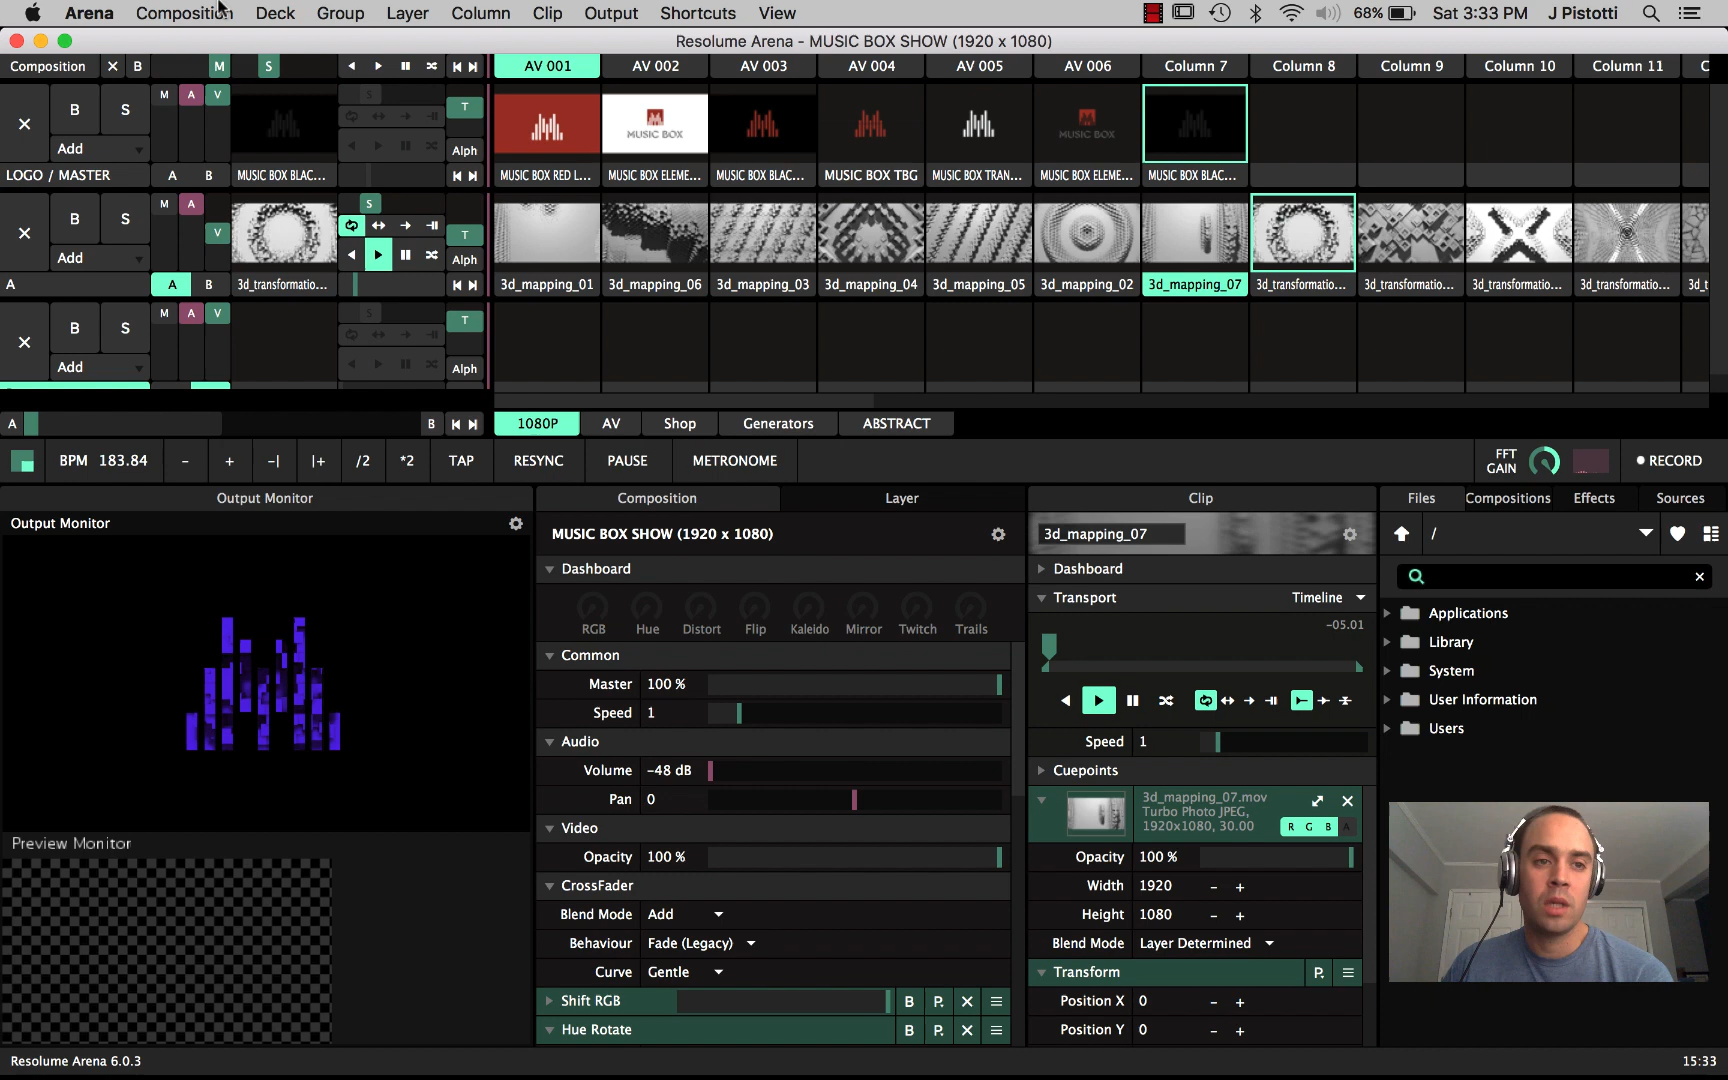 Arena Composition Deck Group Layer Column Clip Output Shortcuts View 68% Sat 3:33 PM J Pistotti
Resolume Arena - MUSIC BOX SHOW (1920 x 1080)
Composition B M S AV 001 AV 002 AV 003 AV 004 AV 005 AV 006 Column 7 Column 8 Column 9 Column 10 Column 11 C
B S M A V S T
MUSIC BOX MUSIC BOX
Add Alph
LOGO / MASTER A B MUSIC BOX BLAC... MUSIC BOX RED L... MUSIC BOX ELEME... MUSIC BOX BLAC... MUSIC BOX TBG MUSIC BOX TRAN... MUSIC BOX ELEME... MUSIC BOX BLAC...
B S M A V S T
Add Alph
A A B 3d_transformatio... 3d_mapping_01 3d_mapping_06 3d_mapping_03 3d_mapping_04 3d_mapping_05 3d_mapping_02 3d_mapping_07 3d_transformatio... 3d_transformatio... 3d_transformatio... 3d_transformatio... 3d_t
B S M A V S T
Add Alph
A B 1080P AV Shop Generators ABSTRACT
BPM 183.84 - + -| |+ /2 *2 TAP RESYNC PAUSE METRONOME FFT GAIN RECORD
Output Monitor Composition Layer Clip Files Compositions Effects Sources
Output Monitor
MUSIC BOX SHOW (1920 x 1080)
Dashboard
RGB Hue Distort Flip Kaleido Mirror Twitch Trails
Common
Master 100 %
Speed 1
Audio
Volume -48 dB
Pan 0
Video
Opacity 100 %
CrossFader
Blend Mode Add
Behaviour Fade (Legacy)
Curve Gentle
Shift RGB B P.
Hue Rotate B P.
3d_mapping_07
Dashboard
Transport Timeline
-05.01
Speed 1
Cuepoints
3d_mapping_07.mov
Turbo Photo JPEG,
1920x1080, 30.00 R G B A
Opacity 100 %
Width 1920 - +
Height 1080 - +
Blend Mode Layer Determined
Transform P.
Position X 0 - +
Position Y 0 - +
/
Applications
Library
System
User Information
Users
Preview Monitor
Resolume Arena 6.0.3 15:33